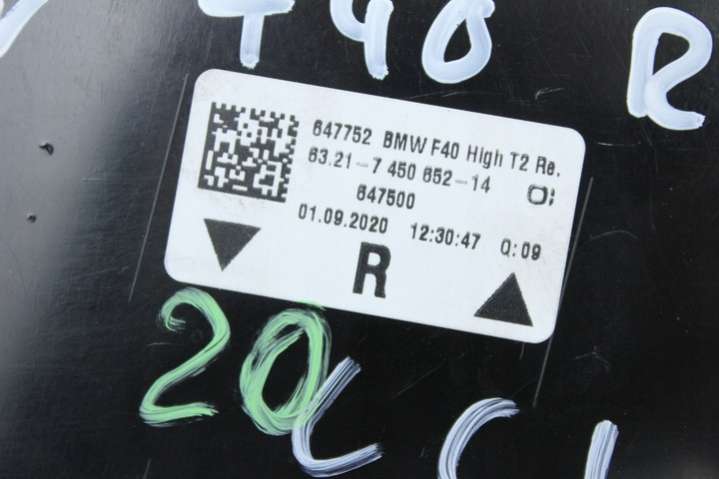 F40 R
647752 BMW F40 High T2 Re.
63.21-7 450 652-14
647500
01.09.2020 12:30:47 Q:09
R
20